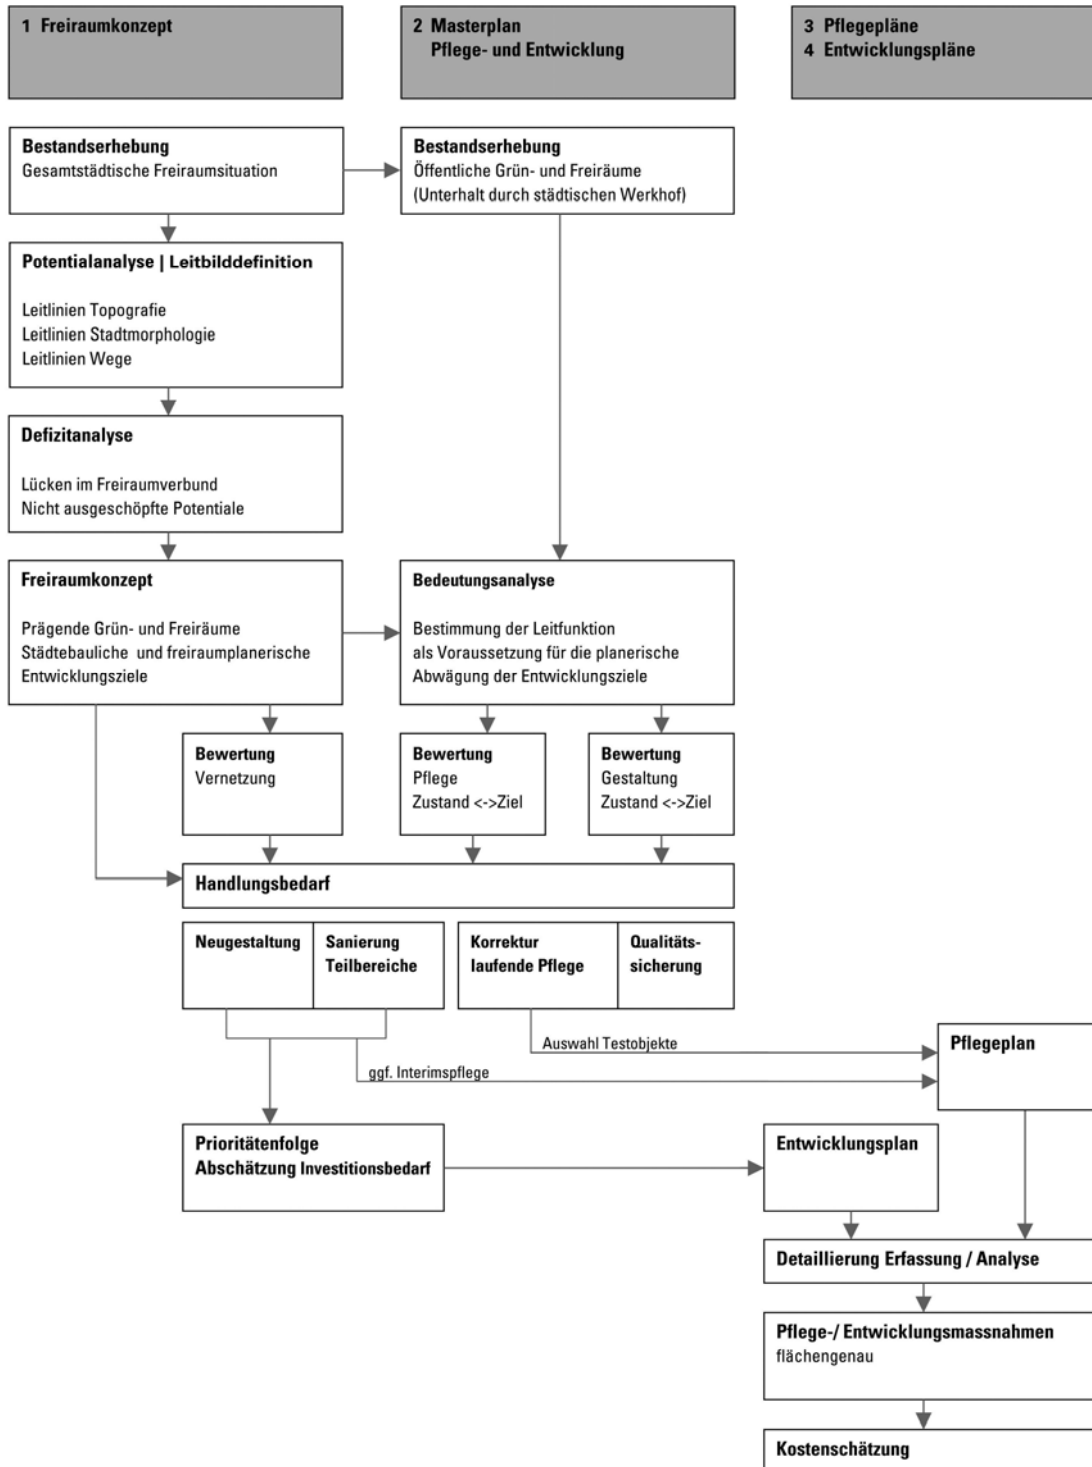 1 Freiraumkonzept
2 Masterplan
Pflege- und Entwicklung
3 Pflegepläne
4 Entwicklungspläne
Bestandserhebung
Gesamtstädtische Freiraumsituation
Bestandserhebung
Öffentliche Grün- und Freiräume
(Unterhalt durch städtischen Werkhof)
Potentialanalyse | Leitbilddefinition
Leitlinien Topografie
Leitlinien Stadtmorphologie
Leitlinien Wege
Defizitanalyse
Lücken im Freiraumverbund
Nicht ausgeschöpfte Potentiale
Freiraumkonzept
Prägende Grün- und Freiräume
Städtebauliche und freiraumplanerische
Entwicklungsziele
Bedeutungsanalyse
Bestimmung der Leitfunktion
als Voraussetzung für die planerische
Abwägung der Entwicklungsziele
Bewertung
Vernetzung
Bewertung
Pflege
Zustand <->Ziel
Bewertung
Gestaltung
Zustand <->Ziel
Handlungsbedarf
Neugestaltung
Sanierung
Teilbereiche
Korrektur
laufende Pflege
Qualitäts-
sicherung
Auswahl Testobjekte
ggf. Interimspflege
Pflegeplan
Prioritätenfolge
Abschätzung Investitionsbedarf
Entwicklungsplan
Detaillierung Erfassung / Analyse
Pflege-/ Entwicklungsmassnahmen
flächengenau
Kostenschätzung